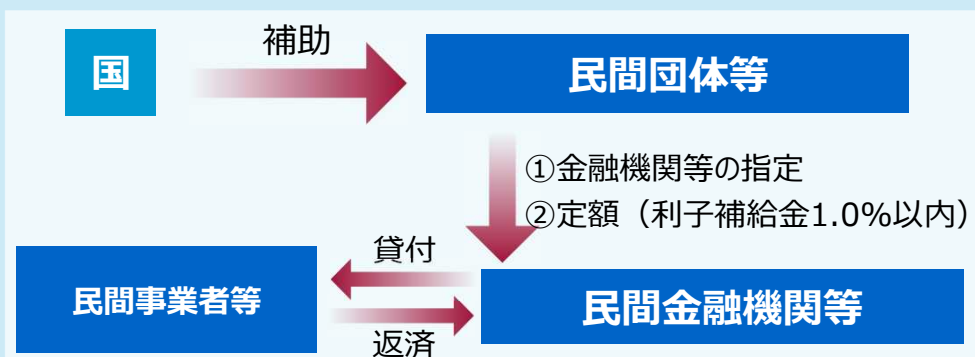 国
補助
民間団体等
①金融機関等の指定
②定額（利子補給金1.0%以内）
貸付
民間事業者等
民間金融機関等
返済